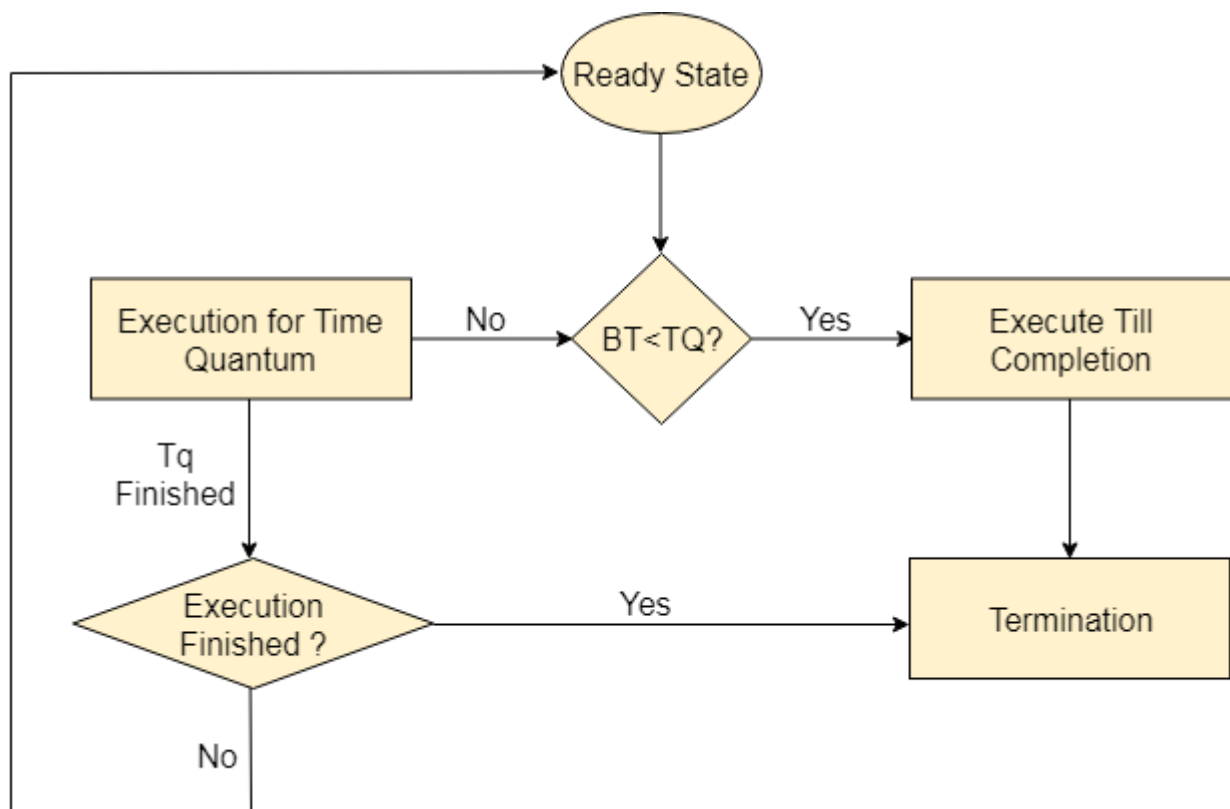 Ready State
Execution for Time
Quantum
No
BT<TQ?
Yes
Execute Till
Completion
Tq
Finished
Execution
Finished ?
Yes
Termination
No